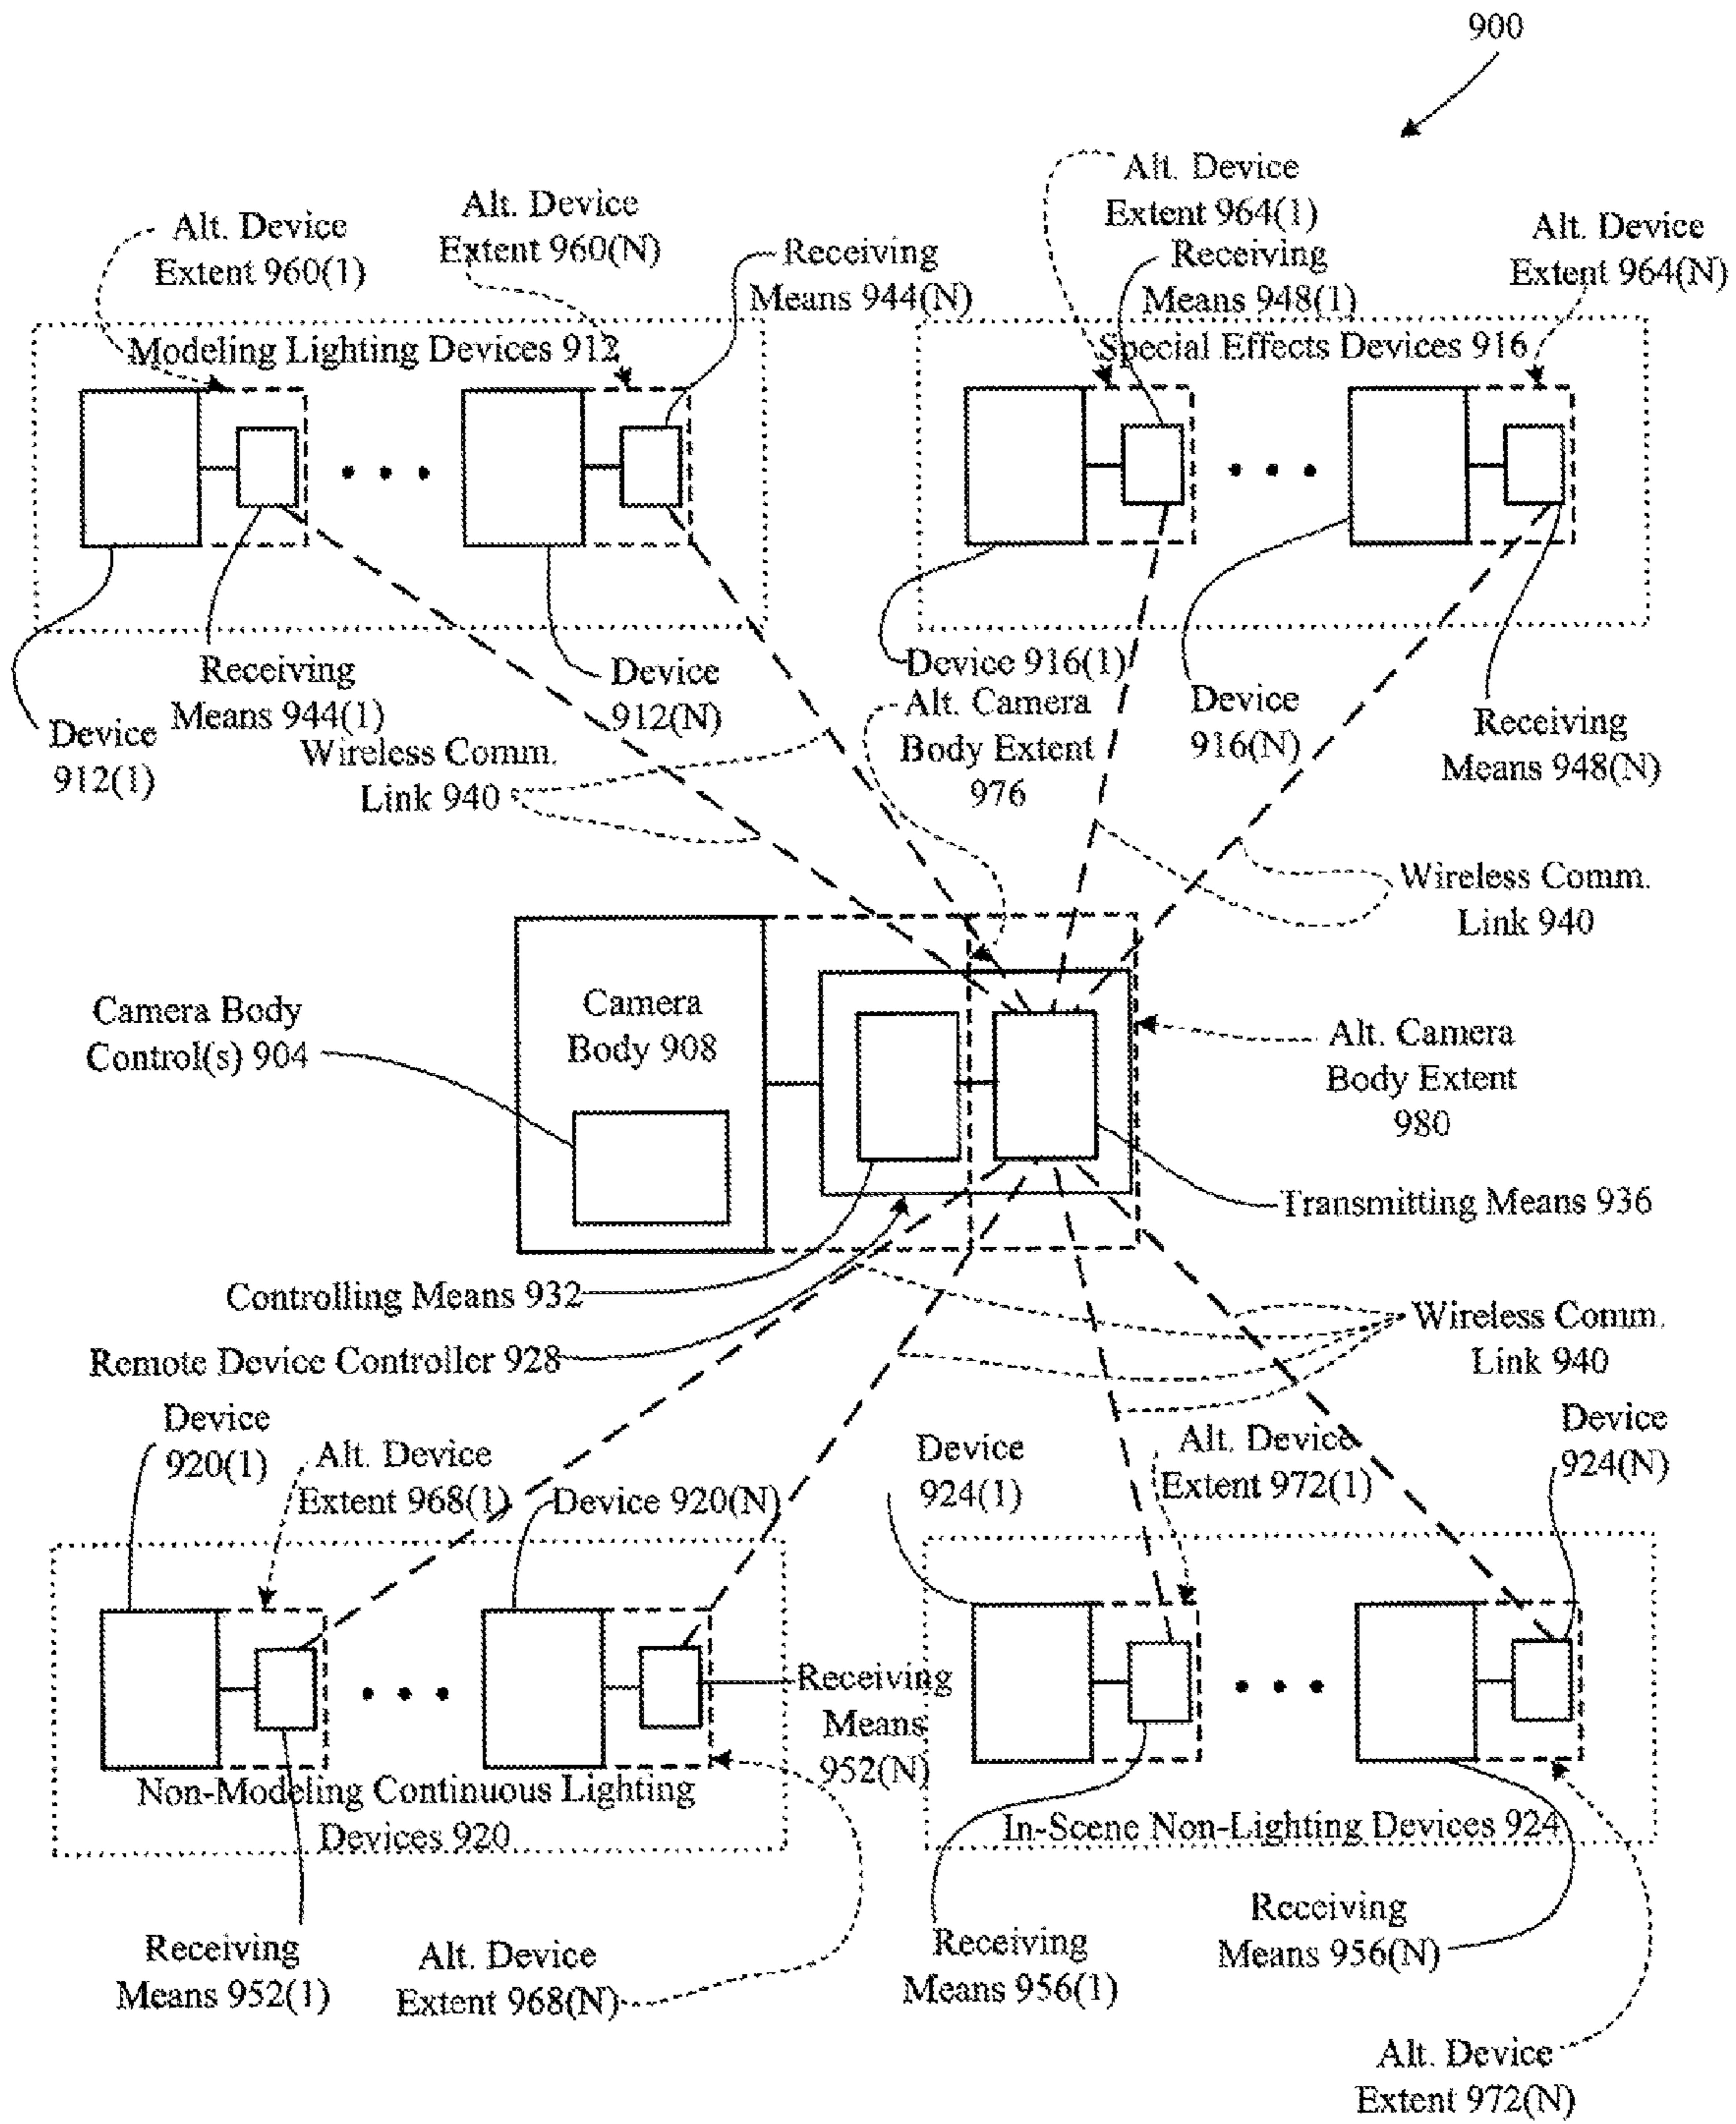 900
Alt. Device
Extent 960(1)
Alt. Device
Extent 960(N)
Receiving
Means 944(N)
Alt. Device
Extent 964(1)
Receiving
Means 948(1)
Alt. Device
Extent 964(N)
Modeling Lighting Devices 912
Special Effects Devices 916
Device
912(1)
Receiving
Means 944(1)
Device
912(N)
Wireless Comm.
Link 940
Device 916(1)
Alt. Camera
Body Extent
976
Device
916(N)
Receiving
Means 948(N)
Wireless Comm.
Link 940
Camera Body
Control(s) 904
Camera
Body 908
Alt. Camera
Body Extent
980
Transmitting Means 936
Controlling Means 932
Remote Device Controller 928
Wireless Comm.
Link 940
Device
920(1)
Alt. Device
Extent 968(1)
Device 920(N)
Device
924(1)
Alt. Device
Extent 972(1)
Device
924(N)
Receiving
Means
952(N)
Non-Modeling Continuous Lighting
Devices 920
In-Scene Non-Lighting Devices 924
Receiving
Means 952(1)
Alt. Device
Extent 968(N)
Receiving
Means 956(1)
Receiving
Means 956(N)
Alt. Device
Extent 972(N)